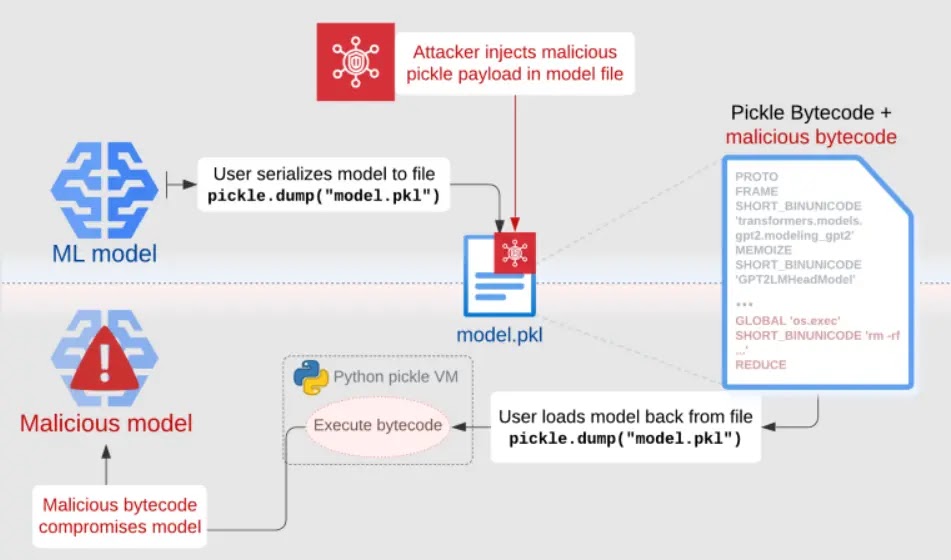 Attacker injects malicious
pickle payload in model file
Pickle Bytecode +
malicious bytecode
User serializes model to file
pickle.dump("model.pkl")
ML model
PROTO
FRAME
SHORT_BINUNICODE
'transformers.models.
gpt2.modeling_gpt2'
MEMOIZE
SHORT_BINUNICODE
'GPT2LMHeadModel'
...
GLOBAL 'os.exec'
SHORT_BINUNICODE 'rm -rf
...'
REDUCE
model.pkl
User loads model back from file
pickle.dump("model.pkl")
Python pickle VM
Execute bytecode
Malicious model
Malicious bytecode
compromises model